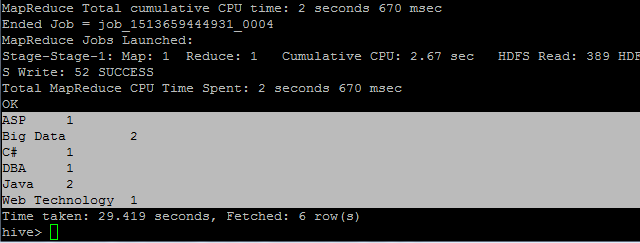 MapReduce Total cumulative CPU time: 2 seconds 670 msec
Ended Job = job_1513659444931_0004
MapReduce Jobs Launched:
Stage-Stage-1: Map: 1  Reduce: 1   Cumulative CPU: 2.67 sec   HDFS Read: 389 HDF
S Write: 52 SUCCESS
Total MapReduce CPU Time Spent: 2 seconds 670 msec
OK
ASP     1
Big Data        2
C#      1
DBA     1
Java    2
Web Technology  1
Time taken: 29.419 seconds, Fetched: 6 row(s)
hive>